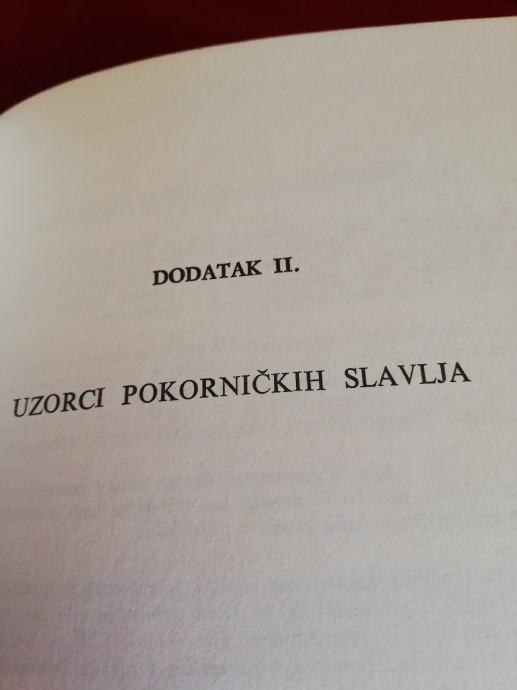 DODATAK II.
UZORCI POKORNIČKIH SLAVLJA